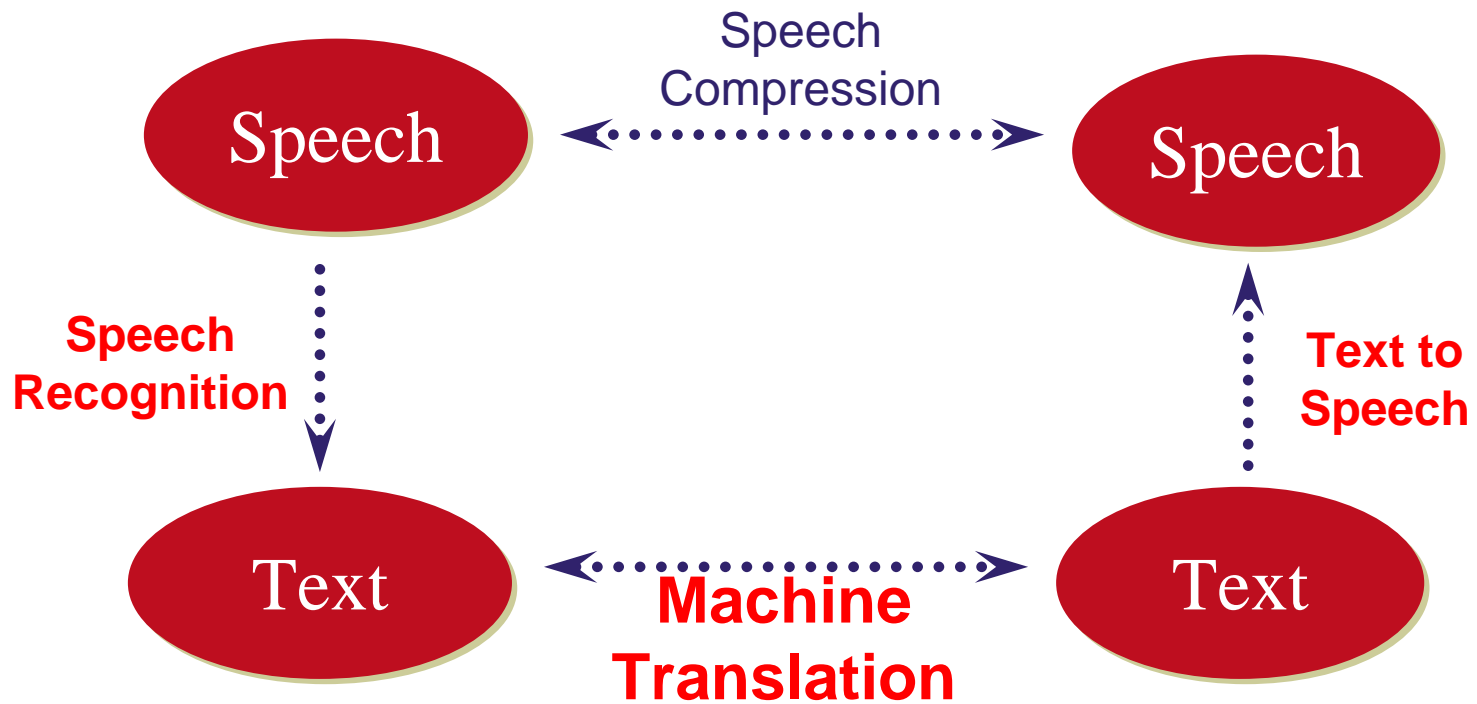 Speech
Compression
Speech
Speech
Speech
Recognition
Text to
Speech
Text
Text
Machine
Translation